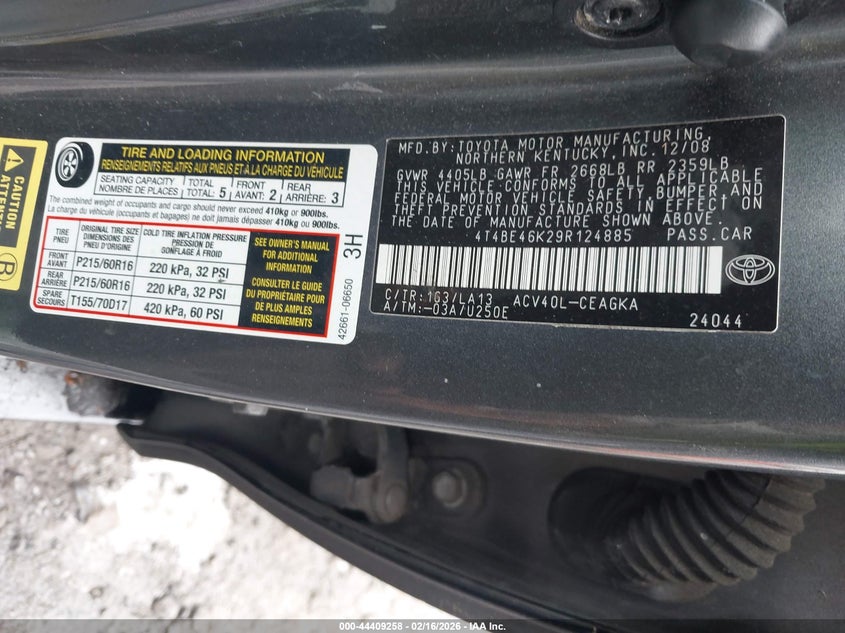 CAUTION
ATTENTION
B
TIRE AND LOADING INFORMATION
RENSEIGNEMENTS RELATIFS AUX PNEUS ET À LA CHARGE DU VÉHICULE
SEATING CAPACITY
NOMBRE DE PLACES
TOTAL
TOTAL: 5
FRONT
AVANT: 2
REAR
ARRIÈRE: 3
The combined weight of occupants and cargo should never exceed 410kg or 900lbs.
La charge du véhicule (occupants et bagages) ne doit jamais dépasser 410kg or 900lbs.
TIRE
PNEU
ORIGINAL TIRE SIZE
DIMENSIONS DES
PNEU D'ORIGINE
COLD TIRE INFLATION PRESSURE
PRESSION DE
GONFLAGE À FROID
FRONT
AVANT
P215/60R16
220 kPa, 32 PSI
REAR
ARRIÈRE
P215/60R16
220 kPa, 32 PSI
SPARE
SECOURS
T155/70D17
420 kPa, 60 PSI
SEE OWNER'S MANUAL
FOR ADDITIONAL
INFORMATION
CONSULTER LE GUIDE
DU PROPRIÉTAIRE
POUR DE PLUS
AMPLES
RENSEIGNEMENTS
3H
42661-06650
MFD.BY:TOYOTA MOTOR MANUFACTURING,
NORTHERN KENTUCKY, INC. 12/08
GVWR 4405LB GAWR FR 2668LB RR 2359LB
THIS VEHICLE CONFORMS TO ALL APPLICABLE
FEDERAL MOTOR VEHICLE SAFETY, BUMPER AND
THEFT PREVENTION STANDARDS IN EFFECT ON
THE DATE OF MANUFACTURE SHOWN ABOVE.
4T4BE46K29R124885 PASS.CAR
C/TR:1G3/LA13 ACV40L-CEAGKA
A/TM:-03A/U250E
24044
000-44409258 - 02/16/2026 - WWW.IAAI.COM